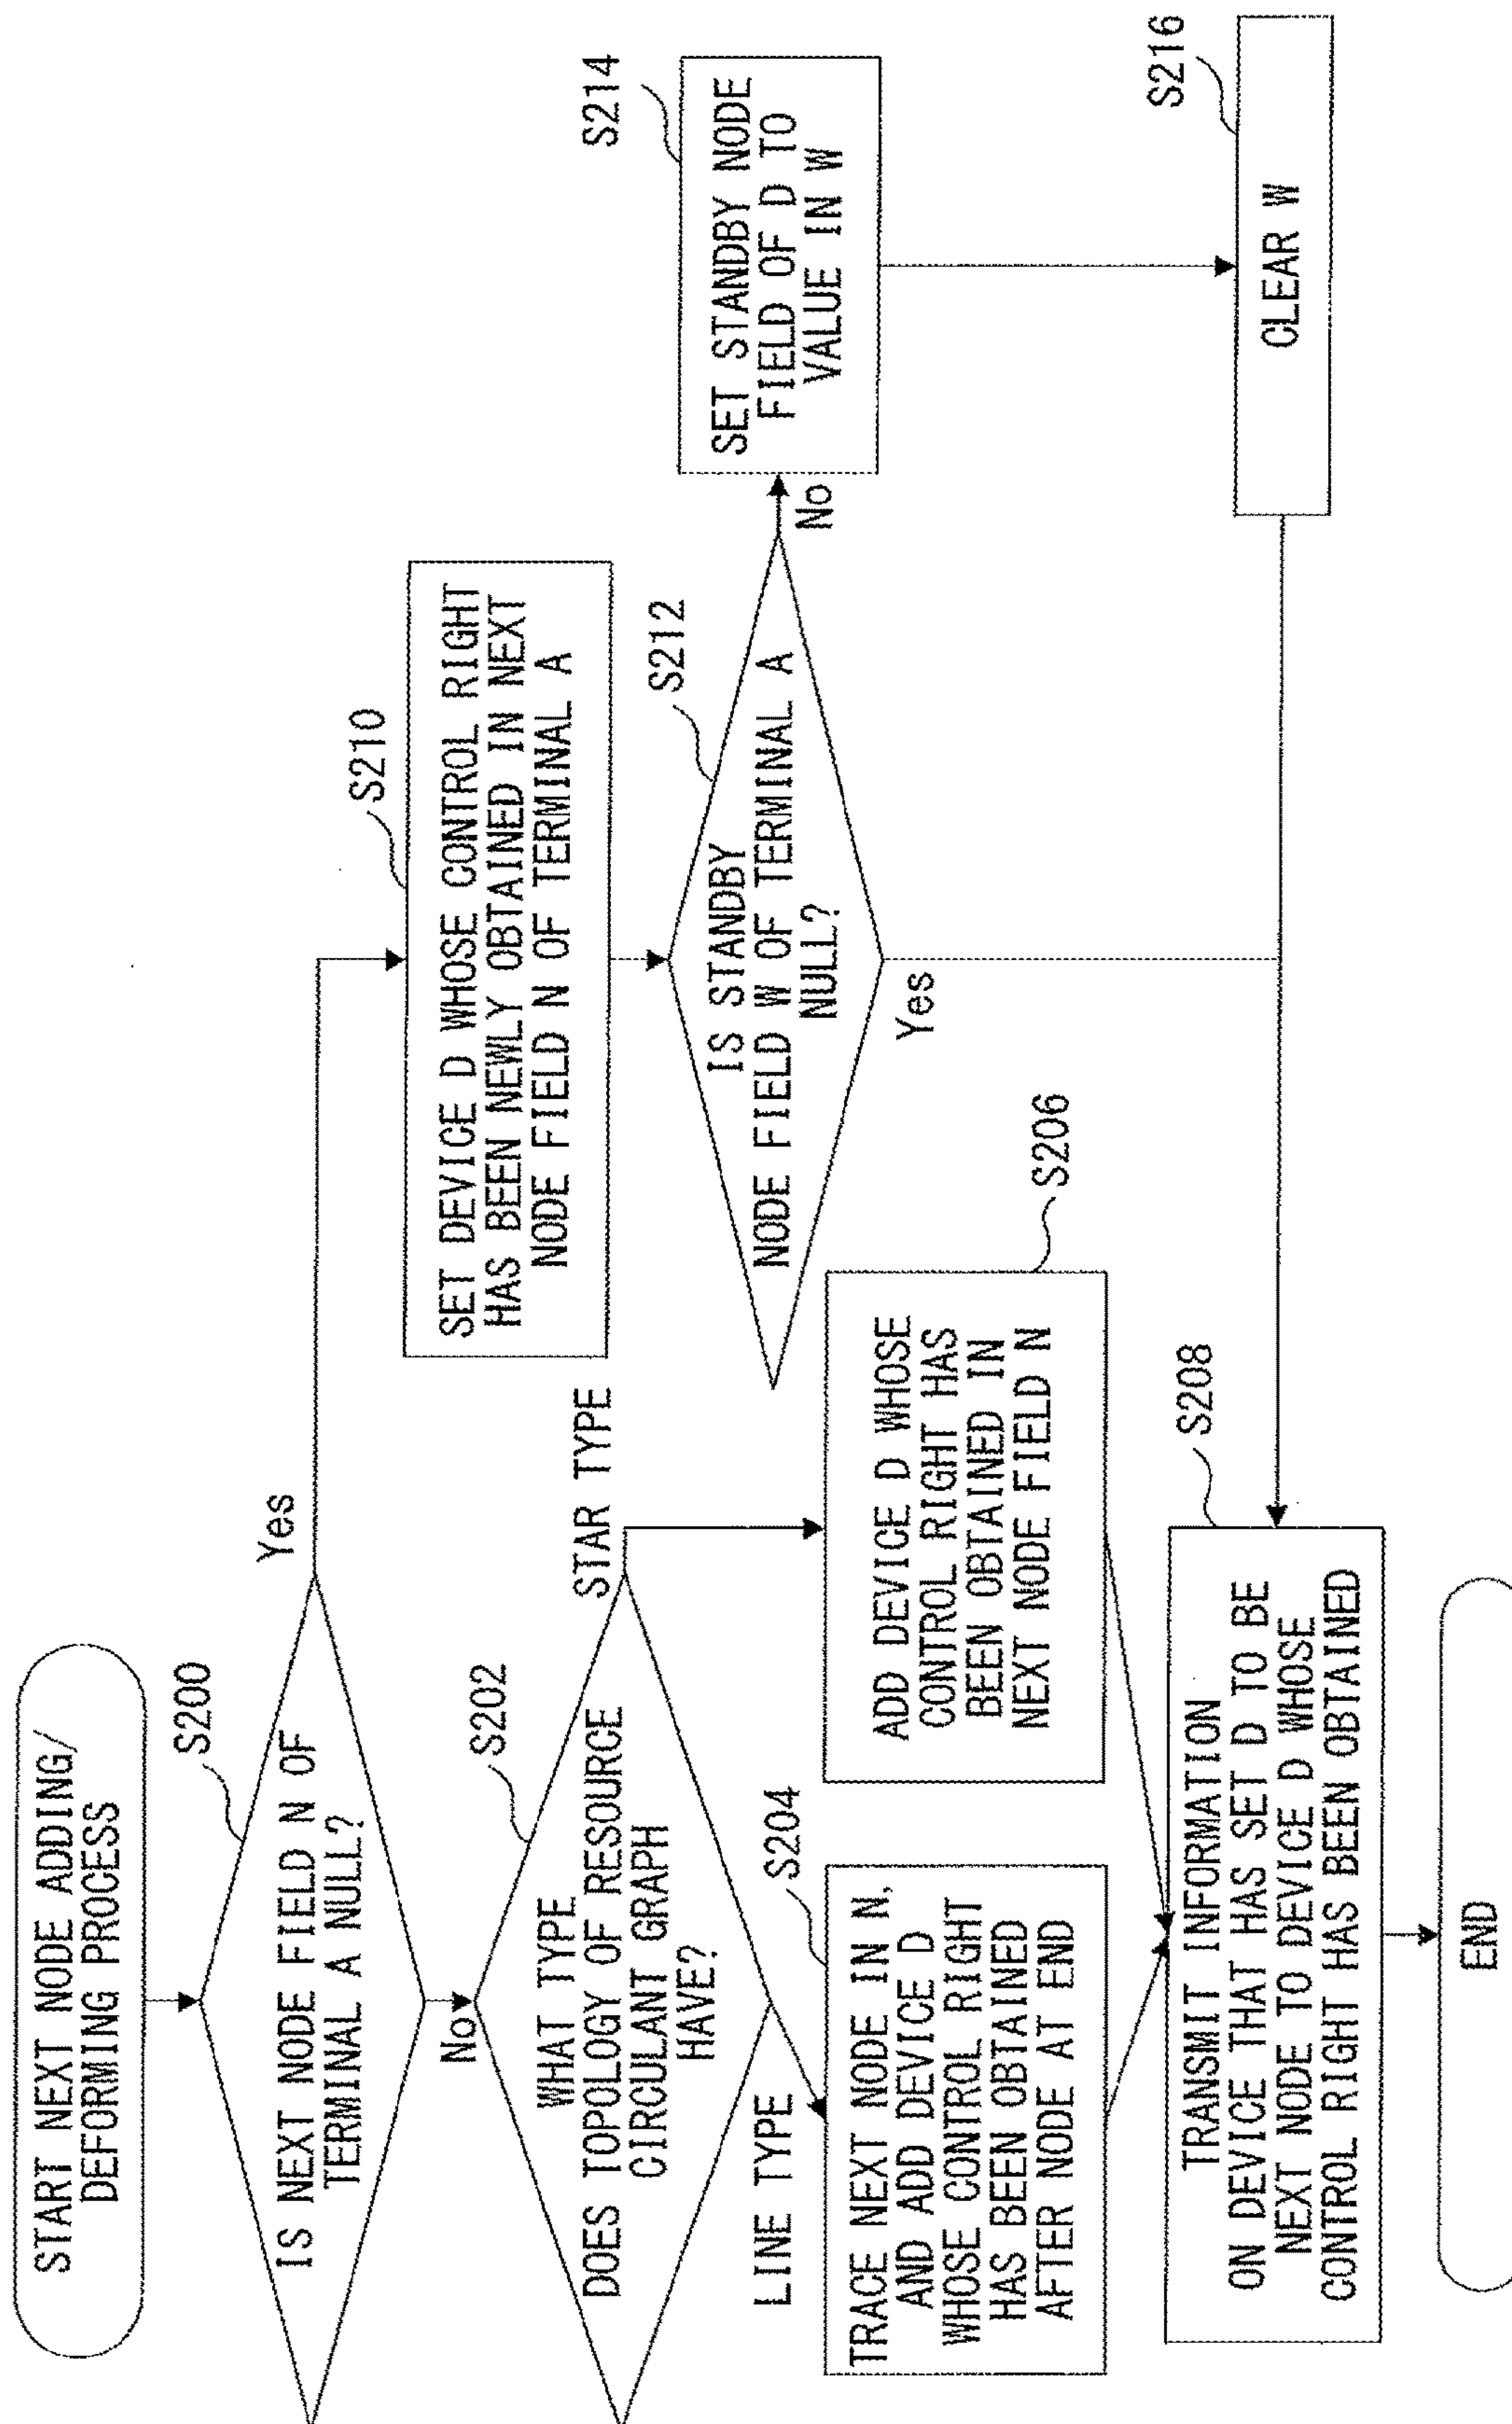 START NEXT NODE ADDING/
DEFORMING PROCESS
S200
IS NEXT NODE FIELD N OF
TERMINAL A NULL?
Yes
No
S202
WHAT TYPE
DOES TOPOLOGY OF RESOURCE
CIRCULANT GRAPH
HAVE?
STAR TYPE
LINE TYPE
S204
TRACE NEXT NODE IN N,
AND ADD DEVICE D
WHOSE CONTROL RIGHT
HAS BEEN OBTAINED
AFTER NODE AT END
S206
ADD DEVICE D WHOSE
CONTROL RIGHT HAS
BEEN OBTAINED IN
NEXT NODE FIELD N
S208
TRANSMIT INFORMATION
ON DEVICE THAT HAS SET D TO BE
NEXT NODE TO DEVICE D WHOSE
CONTROL RIGHT HAS BEEN OBTAINED
END
S210
SET DEVICE D WHOSE CONTROL RIGHT
HAS BEEN NEWLY OBTAINED IN NEXT
NODE FIELD N OF TERMINAL A
S212
IS STANDBY
NODE FIELD W OF TERMINAL A
NULL?
Yes
No
S214
SET STANDBY NODE
FIELD OF D TO
VALUE IN W
S216
CLEAR W